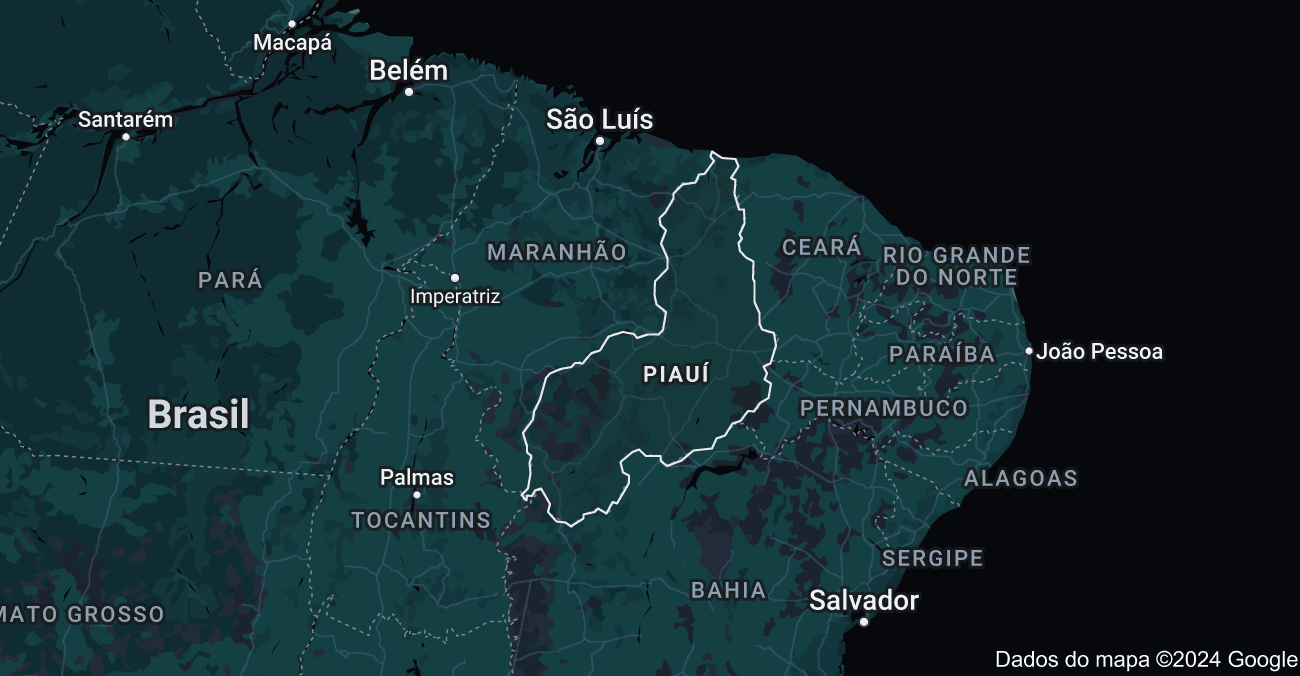 Macapá
Belém
Santarém
São Luís
MARANHÃO
CEARÁ
RIO GRANDE
DO NORTE
PARÁ
Imperatriz
PARAÍBA
João Pessoa
PIAUÍ
Brasil
PERNAMBUCO
Palmas
ALAGOAS
TOCANTINS
SERGIPE
BAHIA
Salvador
MATO GROSSO
Dados do mapa ©2024 Google